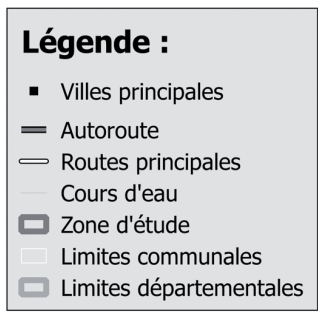 Légende :
Villes principales
Autoroute
Routes principales
Cours d'eau
Zone d'étude
Limites communales
Limites départementales